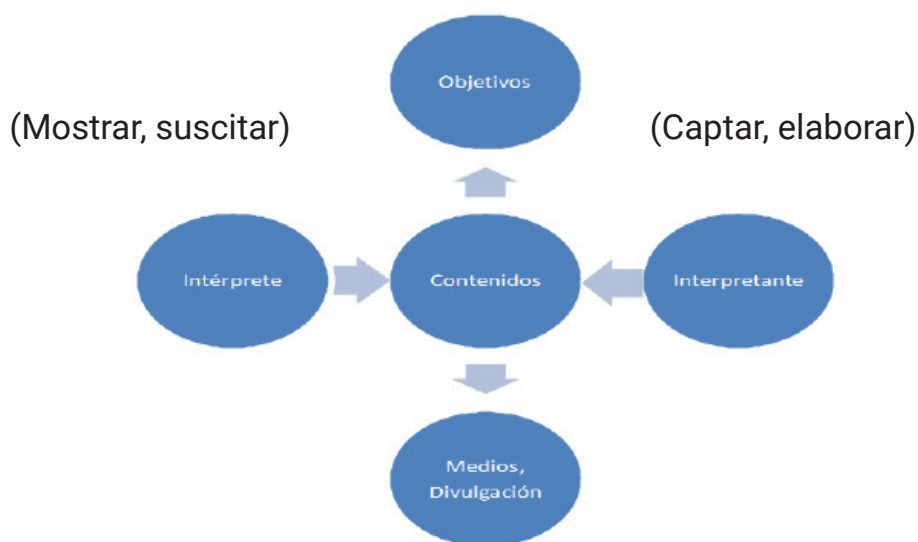 Objetivos
(Mostrar, suscitar)
(Captar, elaborar)
Intérprete
Contenidos
Interpretante
Medios,
Divulgación